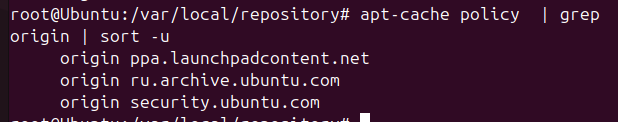 root@Ubuntu:/var/local/repository# apt-cache policy  | grep
origin | sort -u
     origin ppa.launchpadcontent.net
     origin ru.archive.ubuntu.com
     origin security.ubuntu.com
root@Ubuntu:/var/local/repository#